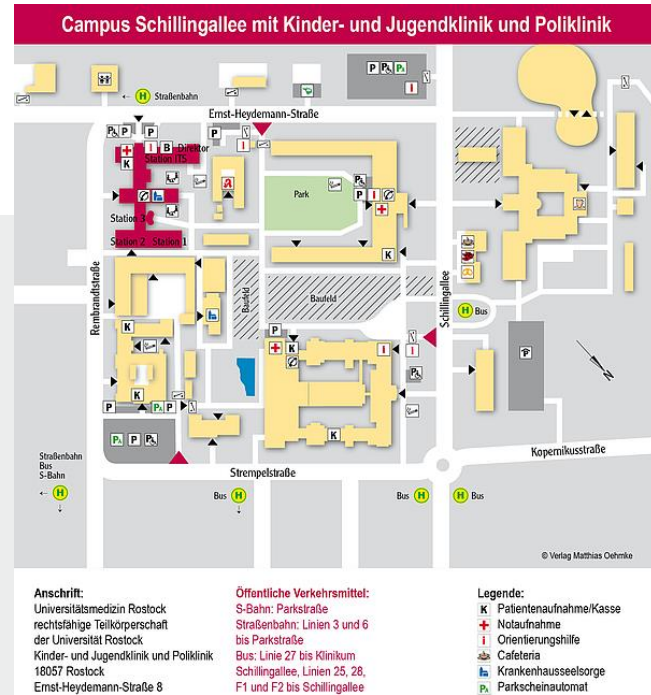 Campus Schillingallee mit Kinder- und Jugendklinik und Poliklinik
H Straßenbahn
Ernst-Heydemann-Straße
P P P P PA i
K i B Direktor
Station ITS
Station 3
Station 2 Station 1
Park
P i
K
Rembrandtstraße
Baufeld
Baufeld
Schillingallee
H Bus
K
P
K
i i
K
K
P PA P
PA P
Strempelstraße
Kopernikusstraße
Straßenbahn
Bus
S-Bahn
H
Bus H
Bus H
H Bus
© Verlag Matthias Oehmke
Anschrift:
Universitätsmedizin Rostock
rechtsfähige Teilkörperschaft
der Universität Rostock
Kinder- und Jugendklinik und Poliklinik
18057 Rostock
Ernst-Heydemann-Straße 8
Öffentliche Verkehrsmittel:
S-Bahn: Parkstraße
Straßenbahn: Linien 3 und 6
bis Parkstraße
Bus: Linie 27 bis Klinikum
Schillingallee, Linien 25, 28,
F1 und F2 bis Schillingallee
Legende:
K Patientenaufnahme/Kasse
Notaufnahme
i Orientierungshilfe
Cafeteria
Krankenhausseelsorge
PA Parkscheinautomat